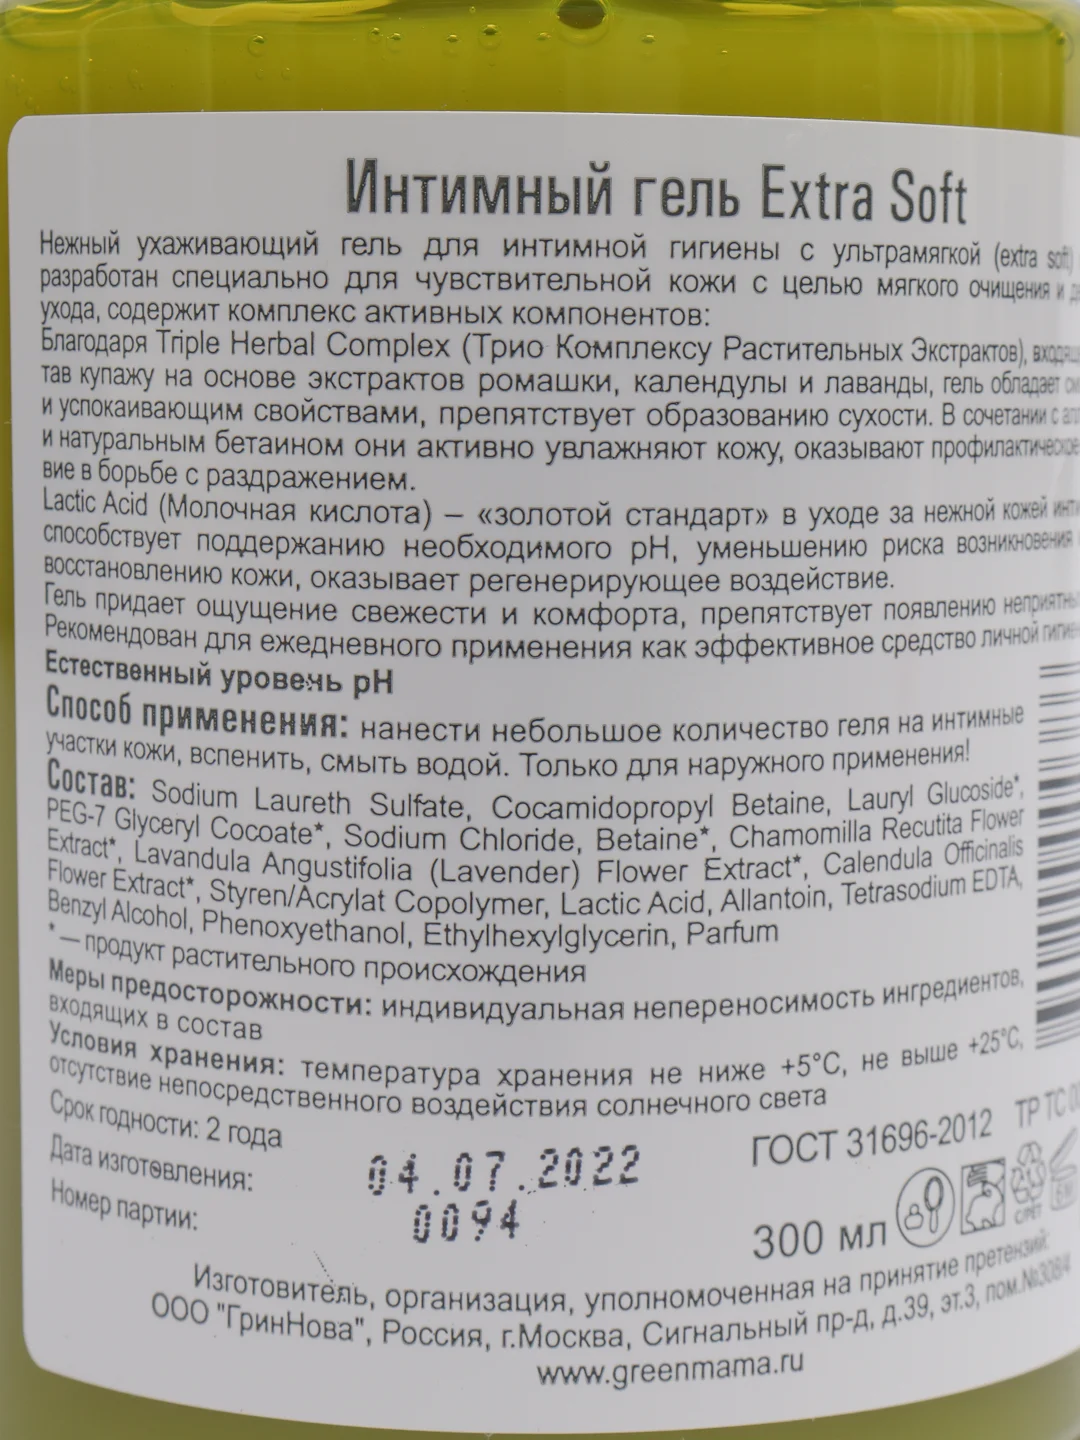 Интимный гель Extra Soft
Нежный ухаживающий гель для интимной гигиены с ультрамягкой (extra soft)
разработан специально для чувствительной кожи с целью мягкого очищения и
ухода, содержит комплекс активных компонентов:
Благодаря Triple Herbal Complex (Трио Комплексу Растительных Экстрактов),
тав купажу на основе экстрактов ромашки, календулы и лаванды, гель обладает
и успокаивающим свойствами, препятствует образованию сухости. В сочетании с
и натуральным бетаином они активно увлажняют кожу, оказывают профилактическое
вие в борьбе с раздражением.
Lactic Acid (Молочная кислота) – «золотой стандарт» в уходе за нежной кожей
способствует поддержанию необходимого pH, уменьшению риска возникновения
восстановлению кожи, оказывает регенерирующее воздействие.
Гель придает ощущение свежести и комфорта, препятствует появлению
Рекомендован для ежедневного применения как эффективное средство личной
Естественный уровень pH
Способ применения: нанести небольшое количество геля на интимные
участки кожи, вспенить, смыть водой. Только для наружного применения!
Состав: Sodium Laureth Sulfate, Cocamidopropyl Betaine, Lauryl Glucoside*,
PEG-7 Glyceryl Cocoate*, Sodium Chloride, Betaine*, Chamomilla Recutita Flower
Extract*, Lavandula Angustifolia (Lavender) Flower Extract*, Calendula Officinalis
Flower Extract*, Styren/Acrylat Copolymer, Lactic Acid, Allantoin, Tetrasodium EDTA,
Benzyl Alcohol, Phenoxyethanol, Ethylhexylglycerin, Parfum
* — продукт растительного происхождения
Меры предосторожности: индивидуальная непереносимость ингредиентов,
входящих в состав
Условия хранения: температура хранения не ниже +5°C, не выше +25°C,
отсутствие непосредственного воздействия солнечного света
Срок годности: 2 года
Дата изготовления: 04.07.2022
Номер партии: 0094
ГОСТ 31696-2012 ТР ТС
300 мл
C/PET
Изготовитель, организация, уполномоченная на принятие претензий:
ООО "ГринНова", Россия, г.Москва, Сигнальный пр-д, д.39, эт.3, пом.№308/4
www.greenmama.ru